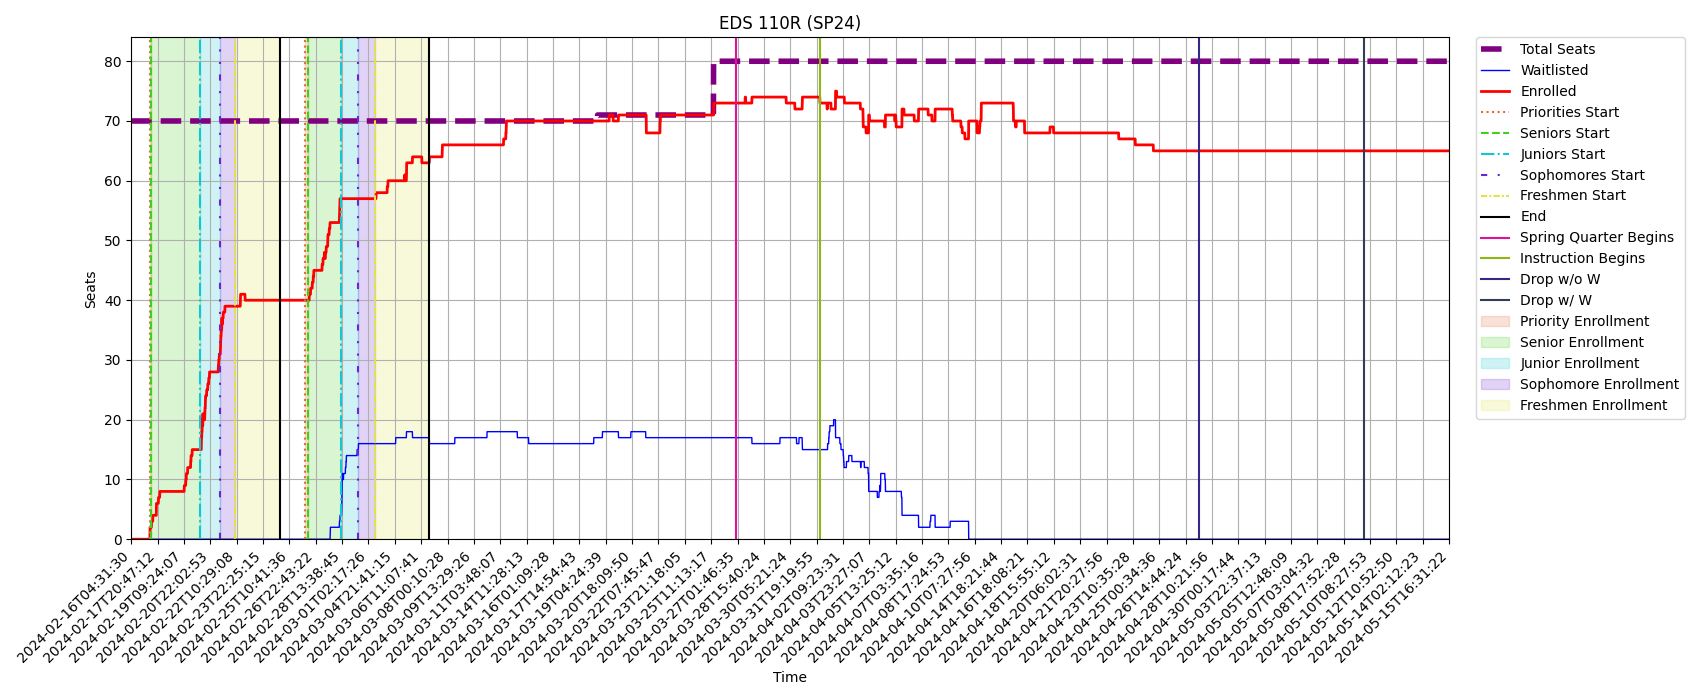 EDS 110R (SP24)
Seats
80
70
60
50
40
30
20
10
0
2024-02-16T04:31:30
2024-02-17T20:47:12
2024-02-19T09:24:07
2024-02-20T22:02:53
2024-02-22T10:29:08
2024-02-23T22:25:15
2024-02-25T10:41:36
2024-02-26T22:43:22
2024-02-28T13:38:45
2024-03-01T02:17:26
2024-03-04T21:41:15
2024-03-06T11:07:41
2024-03-08T00:10:28
2024-03-09T13:29:26
2024-03-11T03:48:07
2024-03-14T11:28:13
2024-03-16T01:09:28
2024-03-17T14:54:43
2024-03-19T04:24:39
2024-03-20T18:09:50
2024-03-22T07:45:47
2024-03-23T21:18:05
2024-03-25T11:13:17
2024-03-27T01:46:35
2024-03-28T15:40:24
2024-03-30T05:21:24
2024-03-31T19:19:55
2024-04-02T09:23:31
2024-04-03T23:27:07
2024-04-05T13:25:12
2024-04-07T03:35:16
2024-04-08T17:24:53
2024-04-10T07:27:56
2024-04-14T18:21:44
2024-04-16T18:08:21
2024-04-18T15:55:12
2024-04-20T06:02:31
2024-04-21T20:27:56
2024-04-23T10:35:28
2024-04-25T00:34:36
2024-04-26T14:44:24
2024-04-28T10:21:56
2024-04-30T00:17:44
2024-05-03T22:37:13
2024-05-05T12:48:09
2024-05-07T03:04:32
2024-05-08T17:52:28
2024-05-10T08:27:53
2024-05-12T10:52:50
2024-05-14T02:12:23
2024-05-15T16:31:22
Time
Total Seats
Waitlisted
Enrolled
Priorities Start
Seniors Start
Juniors Start
Sophomores Start
Freshmen Start
End
Spring Quarter Begins
Instruction Begins
Drop w/o W
Drop w/ W
Priority Enrollment
Senior Enrollment
Junior Enrollment
Sophomore Enrollment
Freshmen Enrollment